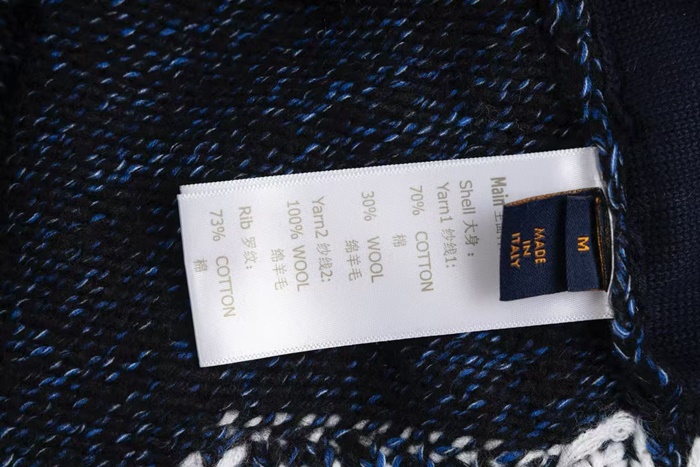 M
MADE
IN
ITALY
Main
Shell 大身：
Yarn1 纱线1:
70% COTTON
棉
30% WOOL
绵羊毛
Yarn2 纱线2:
100% WOOL
绵羊毛
Rib 罗纹:
73% COTTON
棉